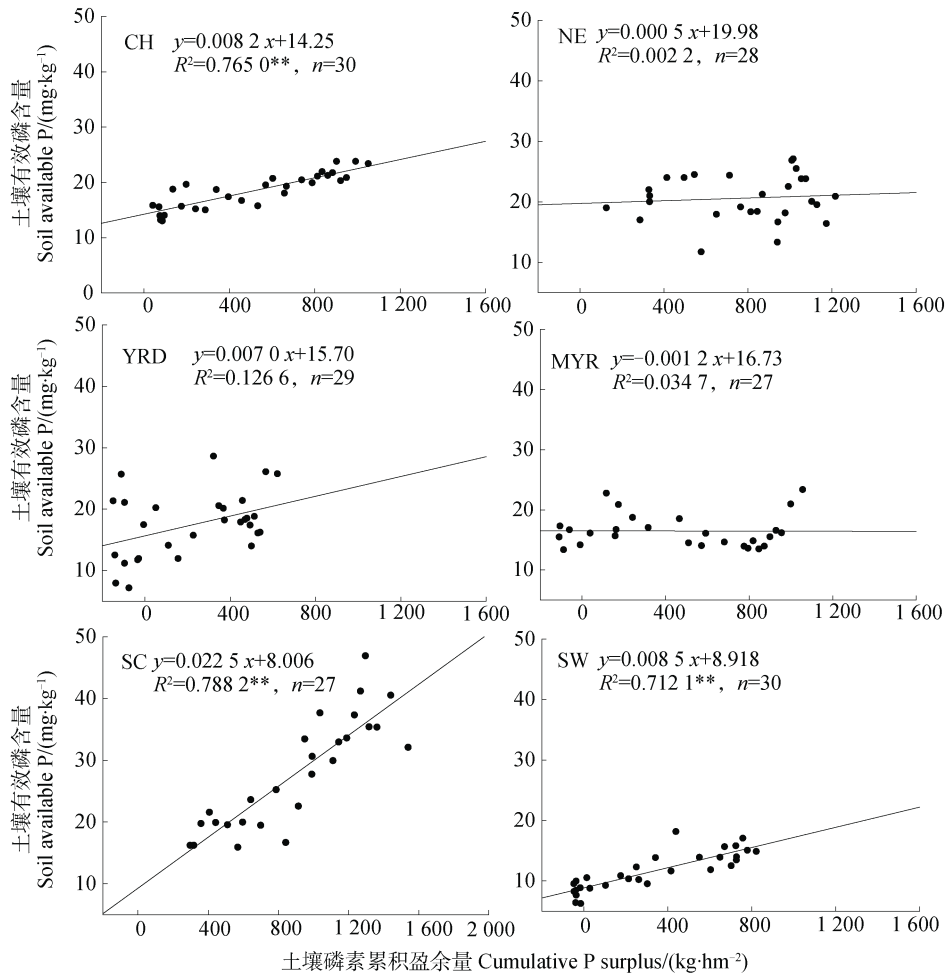 土壤有效磷含量
Soil available P/(mg·kg⁻¹)
50
40
30
20
10
0
CH y=0.008 2 x+14.25
R²=0.765 0**, n=30
0 400 800 1 200 1 600
50
40
30
20
10
NE y=0.000 5 x+19.98
R²=0.002 2, n=28
0 400 800 1 200 1 600
土壤有效磷含量
Soil available P/(mg·kg⁻¹)
50
40
30
20
10
YRD y=0.007 0 x+15.70
R²=0.126 6, n=29
0 400 800 1 200 1 600
50
40
30
20
10
MYR y=−0.001 2 x+16.73
R²=0.034 7, n=27
0 400 800 1 200 1 600
土壤有效磷含量
Soil available P/(mg·kg⁻¹)
50
40
30
20
10
SC y=0.022 5 x+8.006
R²=0.788 2**, n=27
0 400 800 1 200 1 600 2 000
50
40
30
20
10
SW y=0.008 5 x+8.918
R²=0.712 1**, n=30
0 400 800 1 200 1 600
土壤磷素累积盈余量 Cumulative P surplus/(kg·hm⁻²)